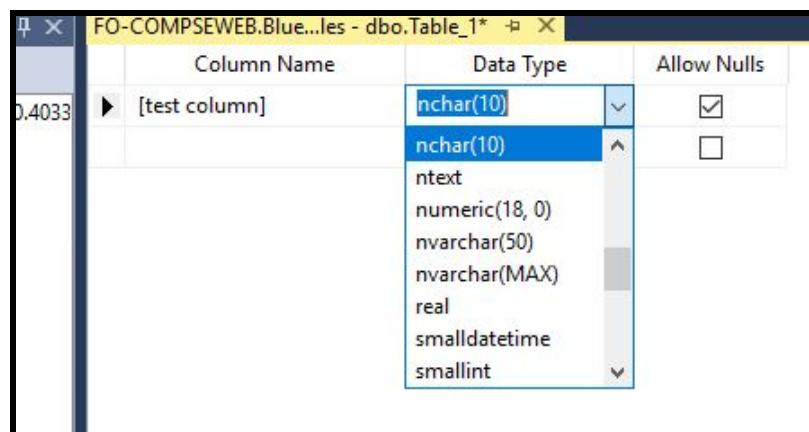 FO-COMPSEWEB.Blue...les - dbo.Table_1*
Column Name Data Type Allow Nulls
0.4033 [test column] nchar(10)
nchar(10)
ntext
numeric(18, 0)
nvarchar(50)
nvarchar(MAX)
real
smalldatetime
smallint